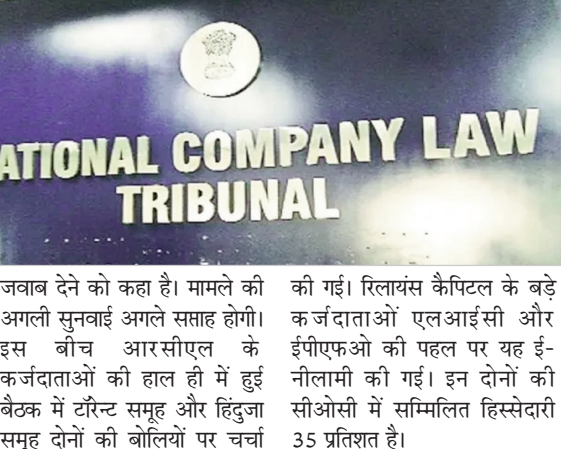 ATIONAL COMPANY LAW
TRIBUNAL
जवाब देने को कहा है। मामले की
अगली सुनवाई अगले सप्ताह होगी।
इस बीच आरसीएल के
कर्जदाताओं की हाल ही में हुई
बैठक में टॉरेन्ट समूह और हिंदुजा
समूह दोनों की बोलियों पर चर्चा
की गई। रिलायंस कैपिटल के बड़े
कर्जदाताओं एलआईसी और
ईपीएफओ की पहल पर यह ई-
नीलामी की गई। इन दोनों की
सीओसी में सम्मिलित हिस्सेदारी
35 प्रतिशत है।